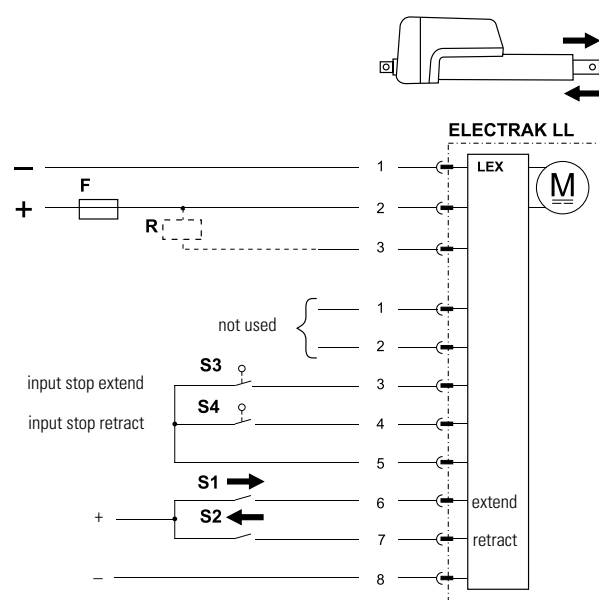 ELECTRAK LL
− 1 LEX
F
M
+ 2
R
3
1
not used
2
S3
input stop extend 3
S4
input stop retract 4
5
S1
6 extend
S2
+
7 retract
− 8